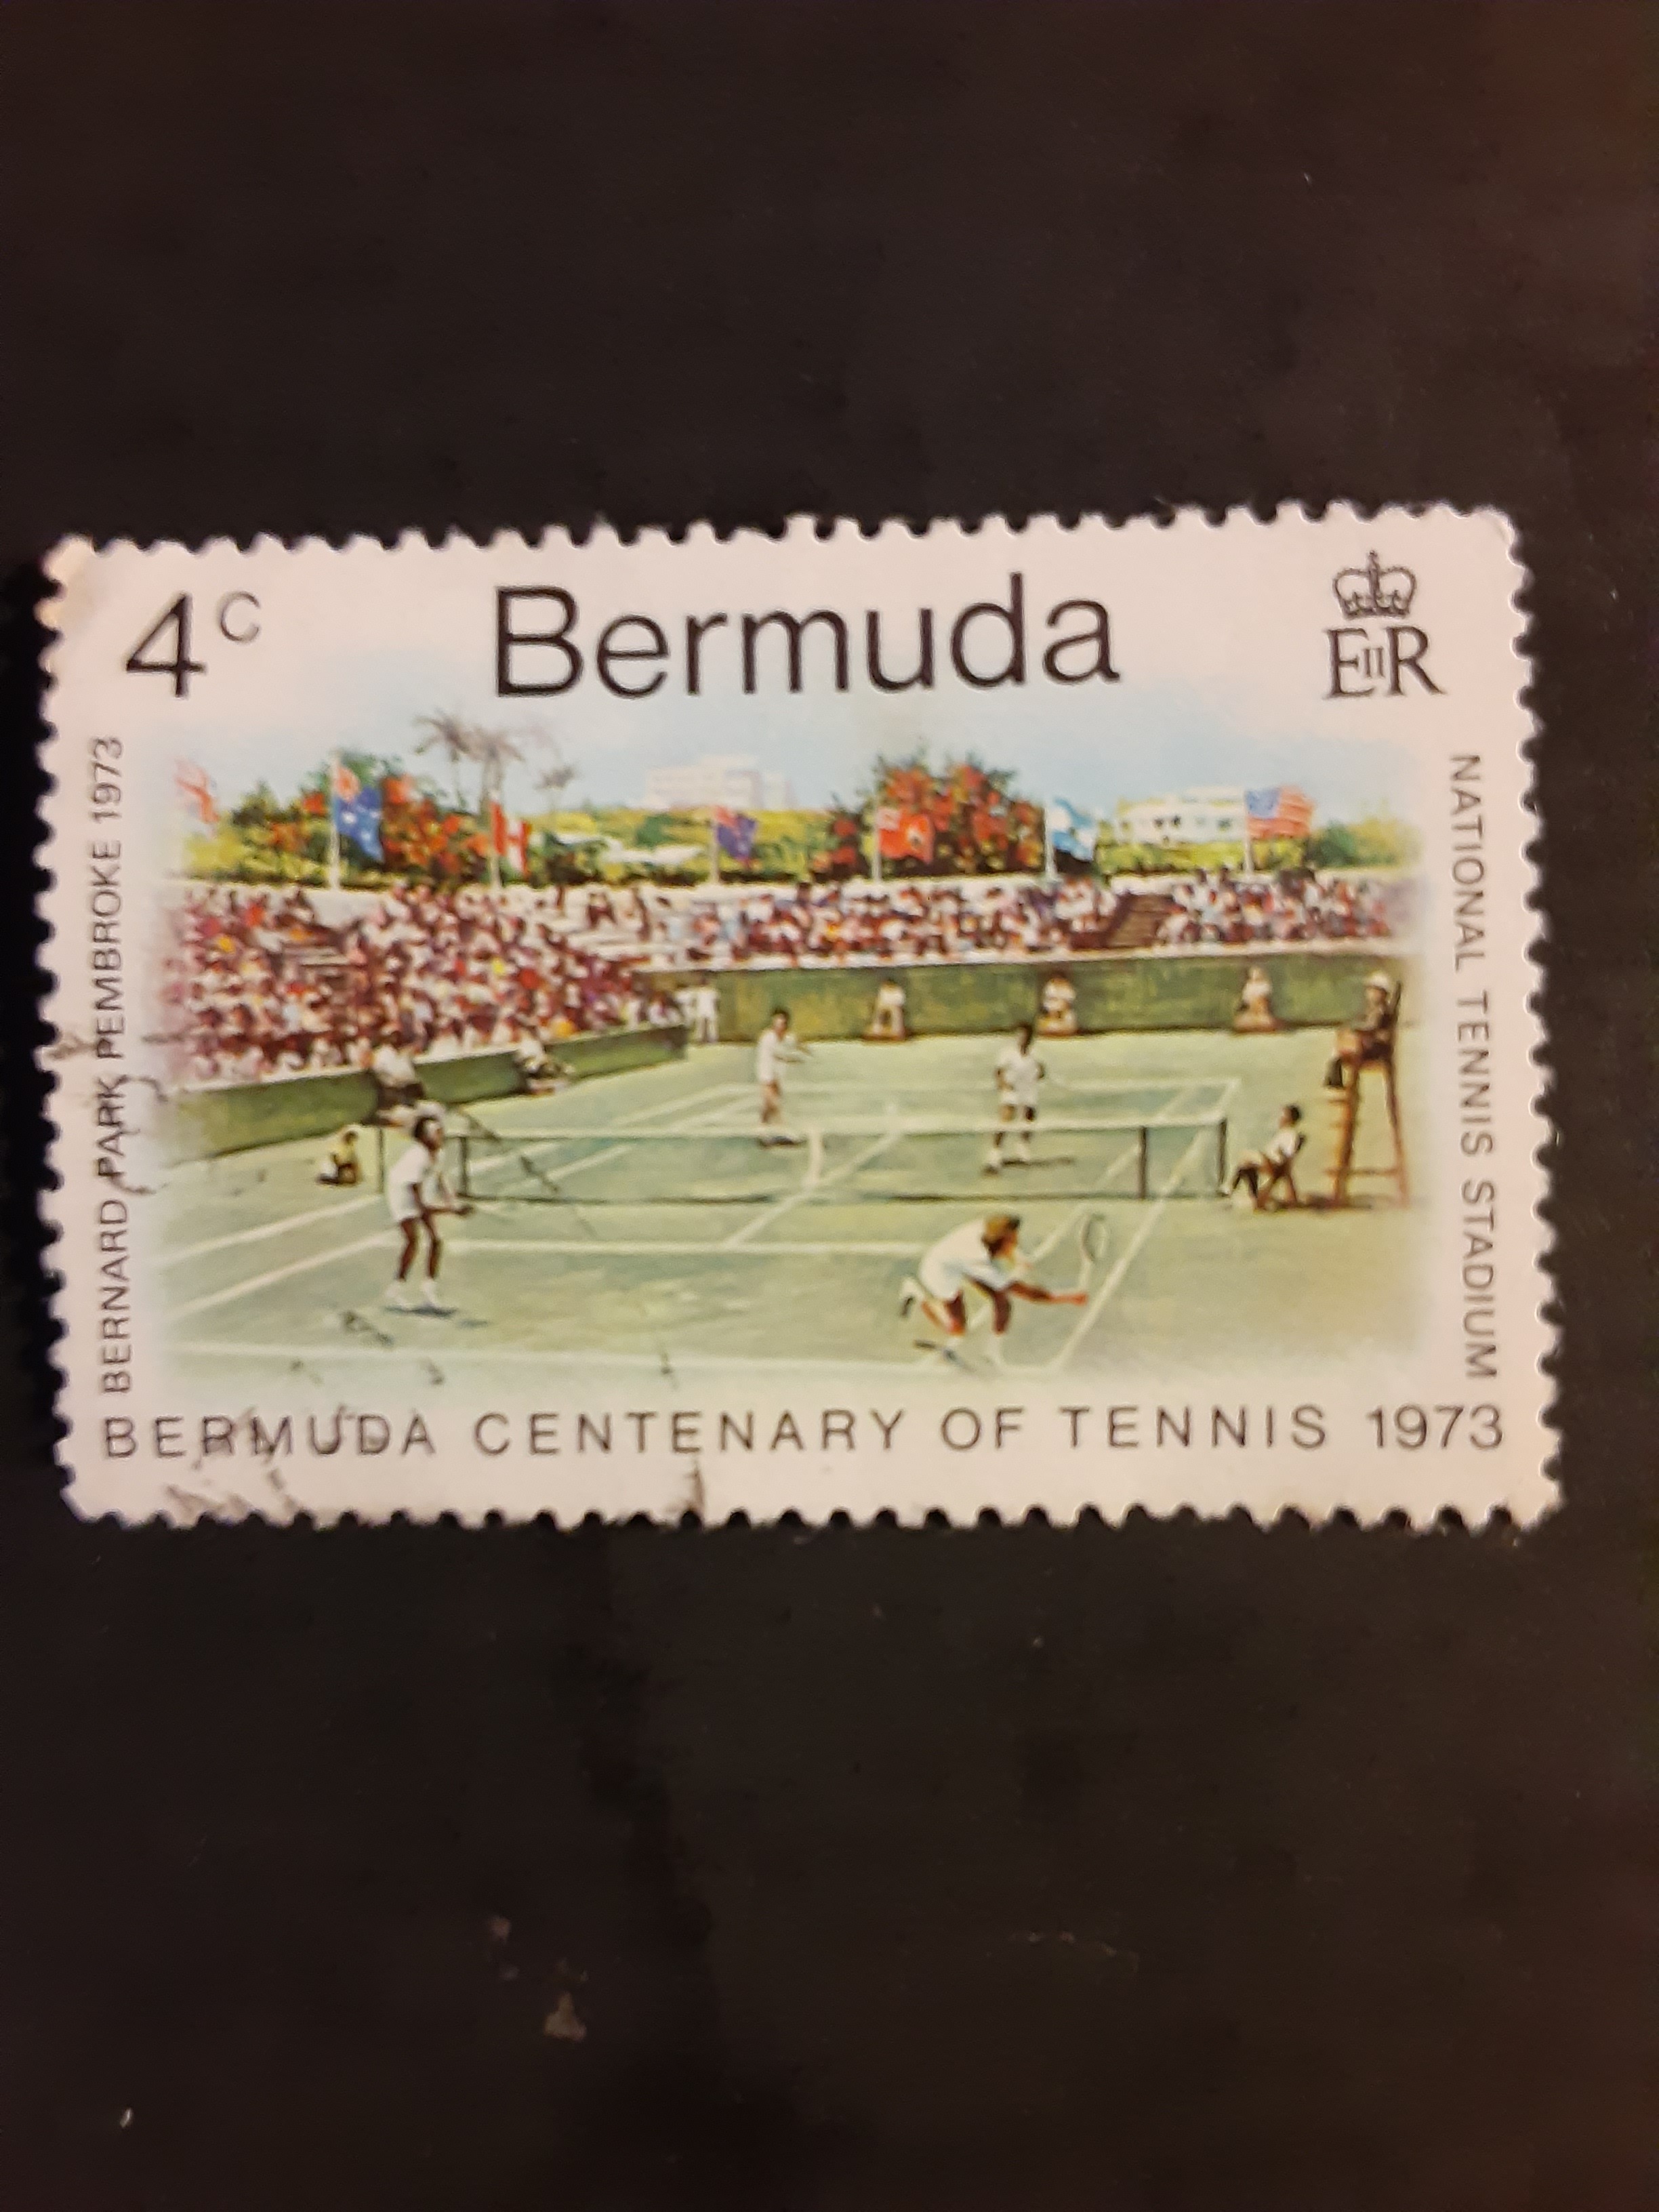 4c
Bermuda
EIIR
BERNARD PARK PEMBROKE 1973
NATIONAL TENNIS STADIUM
BERMUDA CENTENARY OF TENNIS 1973